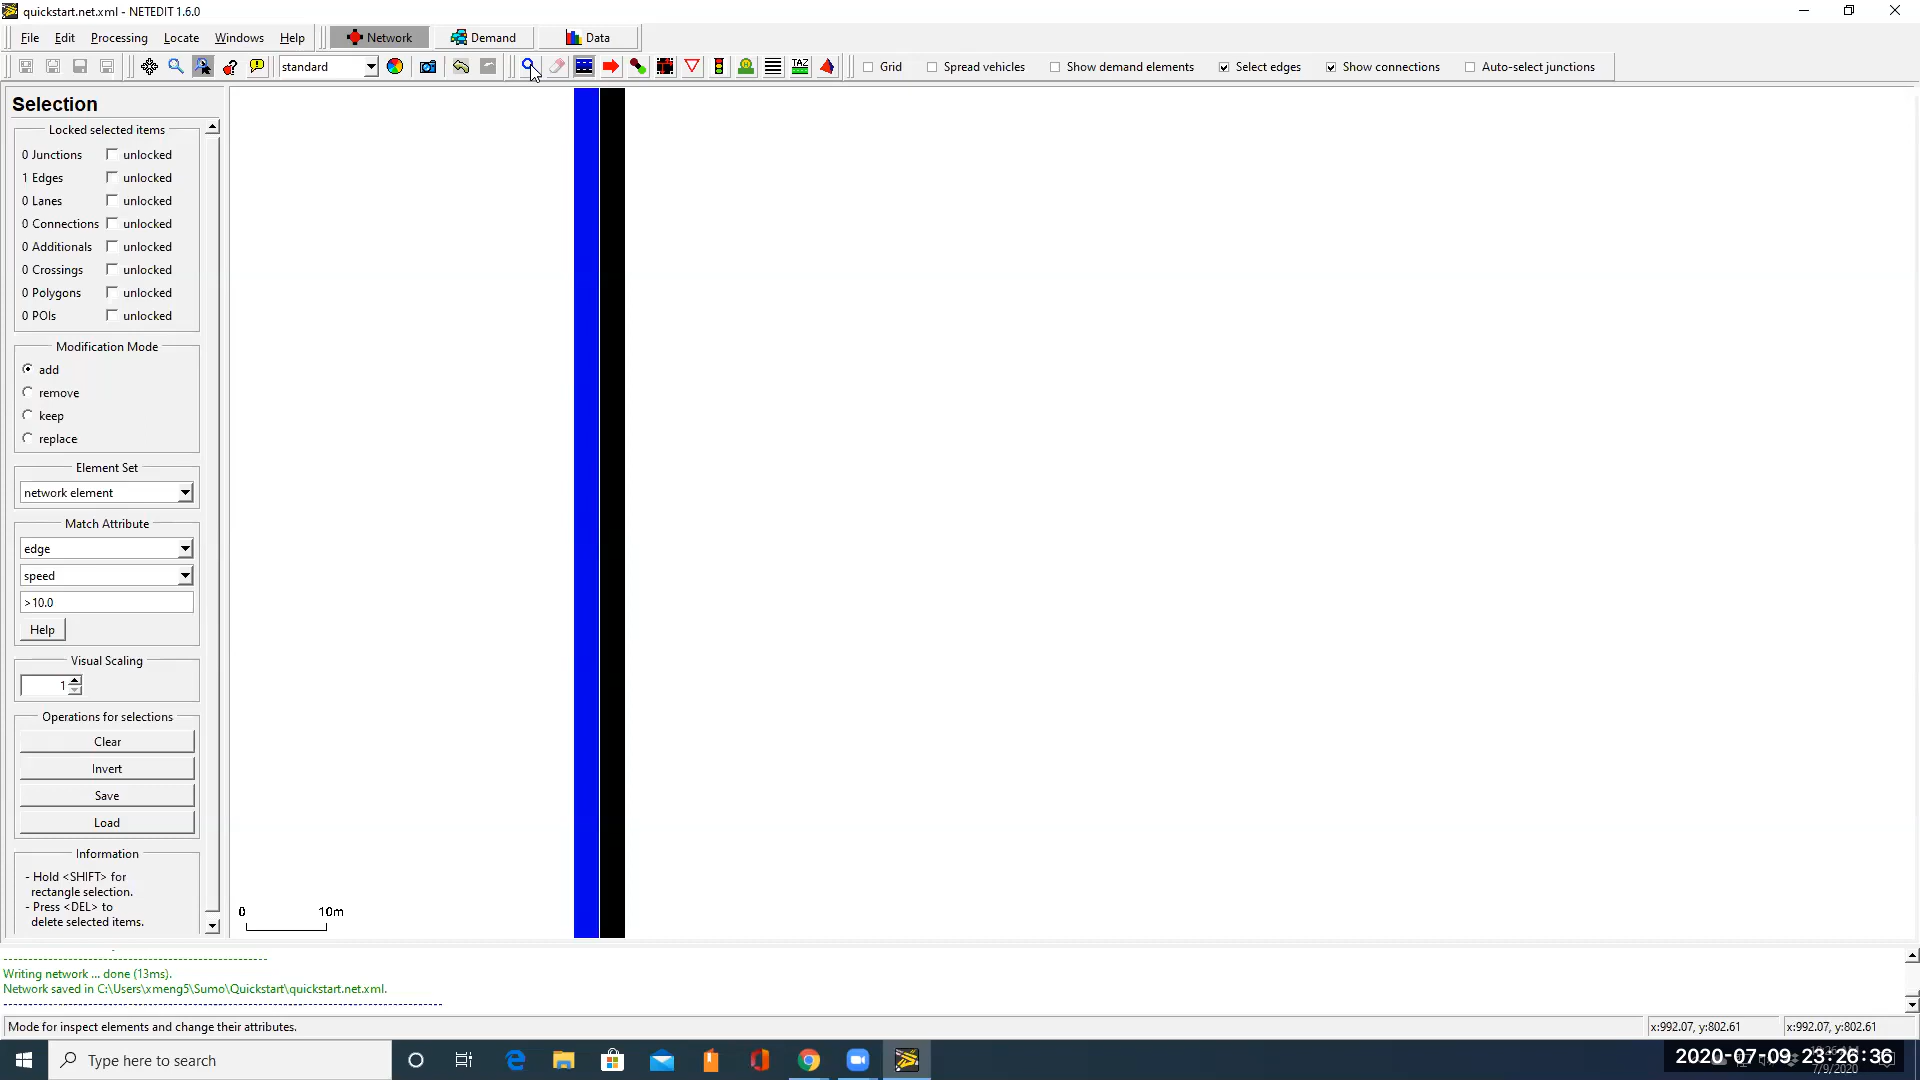 quickstart.net.xml - NETEDIT 1.6.0
File Edit Processing Locate Windows Help Network Demand Data
standard TAZ Grid Spread vehicles Show demand elements Select edges Show connections Auto-select junctions
Selection
Locked selected items
0 Junctions unlocked
1 Edges unlocked
0 Lanes unlocked
0 Connections unlocked
0 Additionals unlocked
0 Crossings unlocked
0 Polygons unlocked
0 POIs unlocked
Modification Mode
add
remove
keep
replace
Element Set
network element
Match Attribute
edge
speed
>10.0
Help
Visual Scaling
1
Operations for selections
Clear
Invert
Save
Load
Information
- Hold <SHIFT> for
rectangle selection.
- Press <DEL> to
delete selected items.
0 10m
Writing network ... done (13ms).
Network saved in C:\Users\xmeng5\Sumo\Quickstart\quickstart.net.xml.
Mode for inspect elements and change their attributes.
x:992.07, y:802.61 x:992.07, y:802.61
Type here to search
2020-07-09 23:26:36
7/9/2020